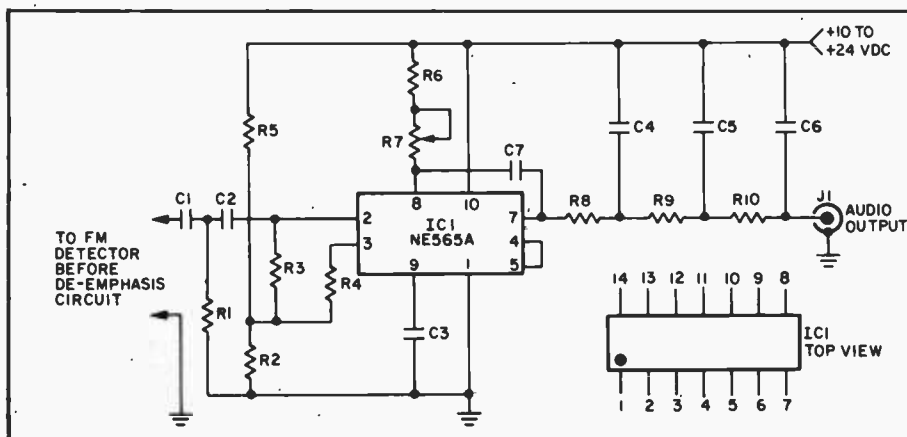 +10 TO
+24 VDC
R6
R5
R7
C4
C5
C6
C7
C1
C2
R8
R9
R10
J1
AUDIO
OUTPUT
8
10
2
3
IC1
NE565A
7
4
5
9
1
TO FM
DETECTOR
BEFORE
DE-EMPHASIS
CIRCUIT
R3
R4
R1
R2
C3
14 13 12 11 10 9 8
IC1
TOP VIEW
1 2 3 4 5 6 7